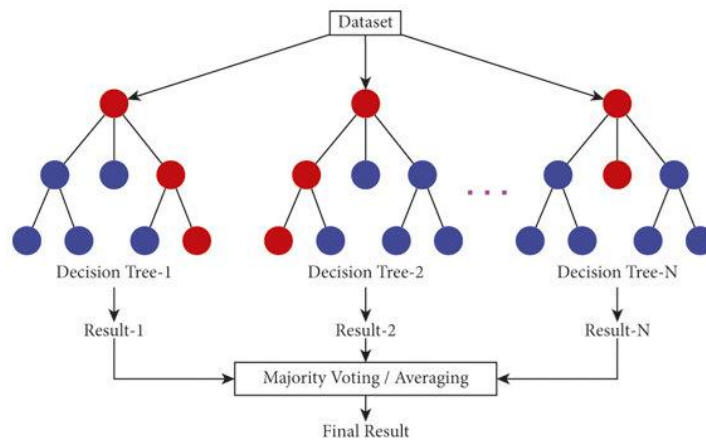 Dataset
Decision Tree-1
Decision Tree-2
Decision Tree-N
Result-1
Result-2
Result-N
Majority Voting / Averaging
Final Result